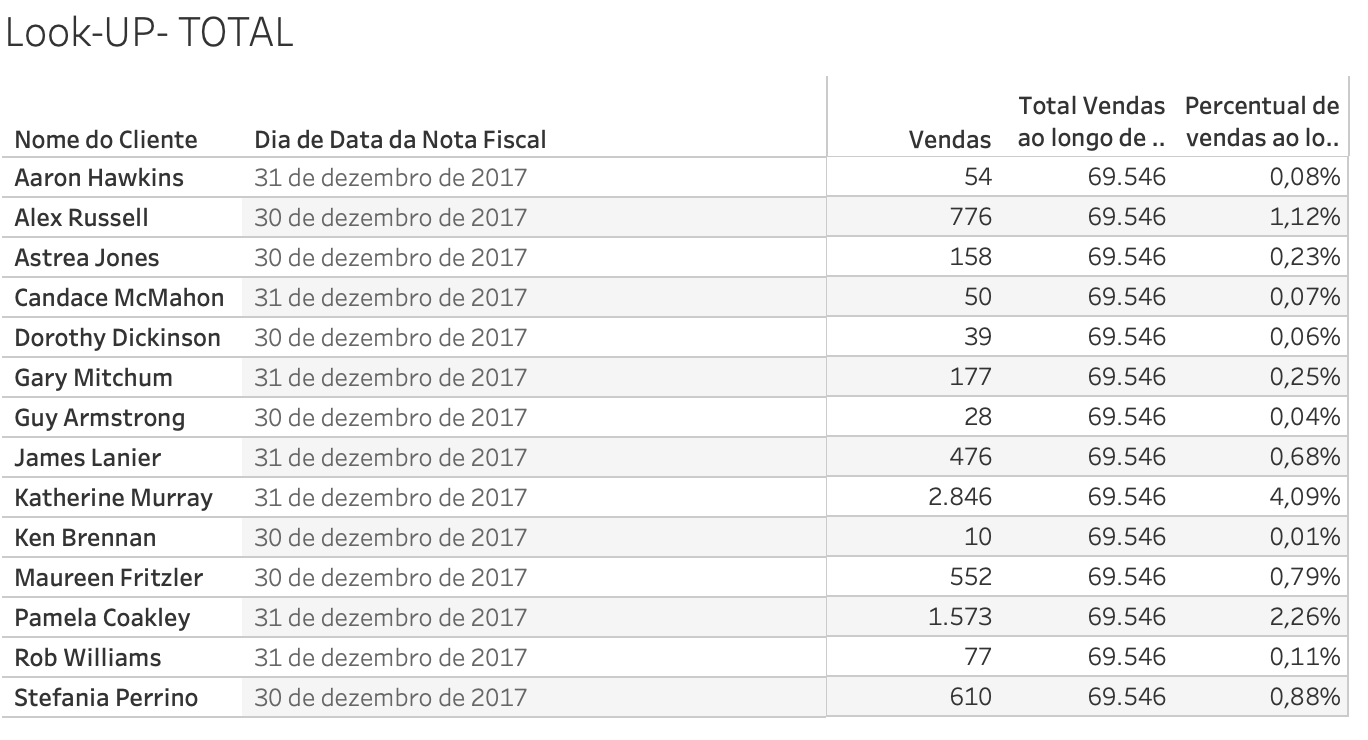 Look-UP- TOTAL
Total Vendas Percentual de
Nome do Cliente Dia de Data da Nota Fiscal Vendas ao longo de .. vendas ao lo..
Aaron Hawkins 31 de dezembro de 2017 54 69.546 0,08%
Alex Russell 30 de dezembro de 2017 776 69.546 1,12%
Astrea Jones 30 de dezembro de 2017 158 69.546 0,23%
Candace McMahon 31 de dezembro de 2017 50 69.546 0,07%
Dorothy Dickinson 30 de dezembro de 2017 39 69.546 0,06%
Gary Mitchum 31 de dezembro de 2017 177 69.546 0,25%
Guy Armstrong 30 de dezembro de 2017 28 69.546 0,04%
James Lanier 31 de dezembro de 2017 476 69.546 0,68%
Katherine Murray 31 de dezembro de 2017 2.846 69.546 4,09%
Ken Brennan 30 de dezembro de 2017 10 69.546 0,01%
Maureen Fritzler 30 de dezembro de 2017 552 69.546 0,79%
Pamela Coakley 31 de dezembro de 2017 1.573 69.546 2,26%
Rob Williams 31 de dezembro de 2017 77 69.546 0,11%
Stefania Perrino 30 de dezembro de 2017 610 69.546 0,88%